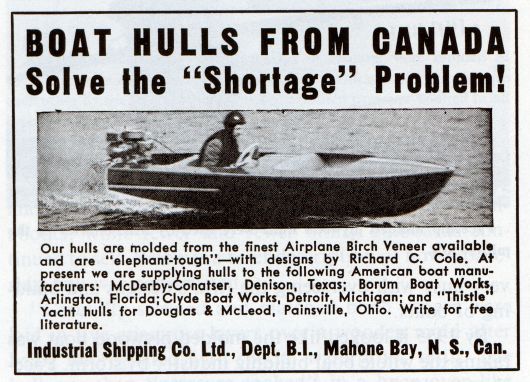 BOAT HULLS FROM CANADA
Solve the "Shortage" Problem!
Our hulls are molded from the finest Airplane Birch Veneer available
and are "elephant-tough"—with designs by Richard C. Cole. At
present we are supplying hulls to the following American boat manu-
facturers: McDerby-Conatser, Denison, Texas; Borum Boat Works,
Arlington, Florida; Clyde Boat Works, Detroit, Michigan; and "Thistle"
Yacht hulls for Douglas & McLeod, Painsville, Ohio. Write for free
literature.
Industrial Shipping Co. Ltd., Dept. B.I., Mahone Bay, N. S., Can.